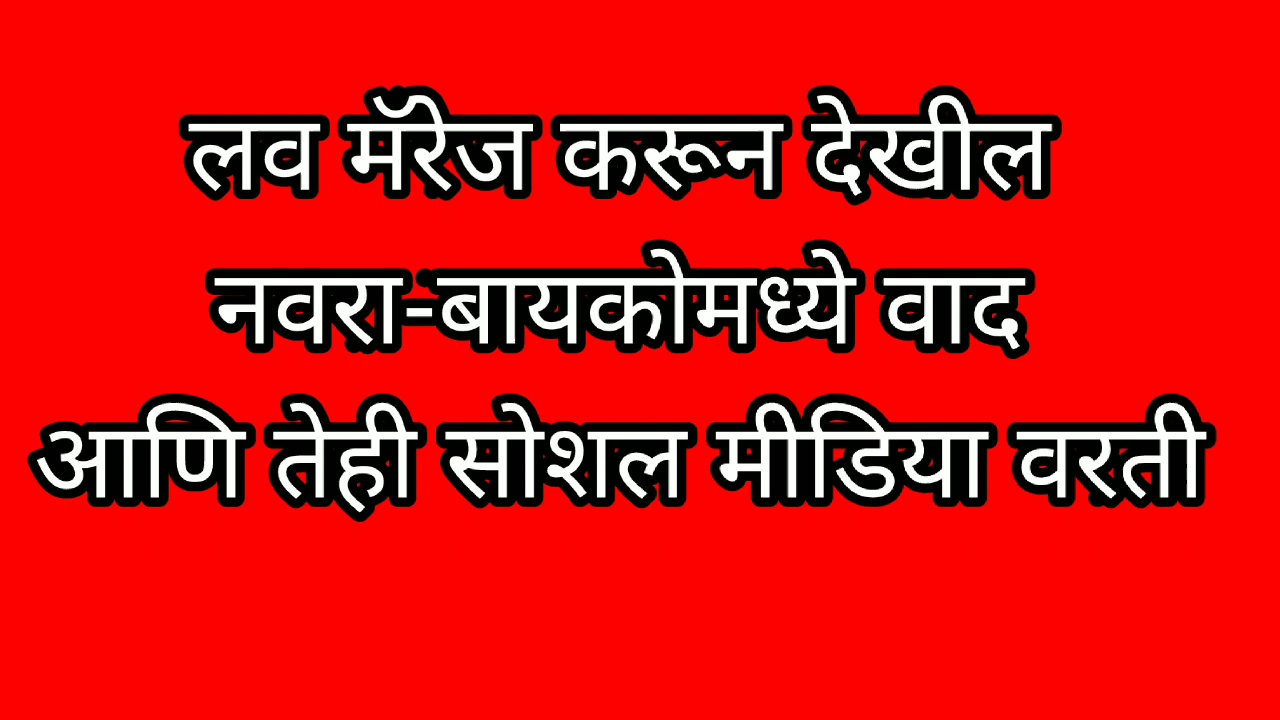 लव मॅरेज करून देखील
नवरा-बायकोमध्ये वाद
आणि तेही सोशल मीडिया वरती